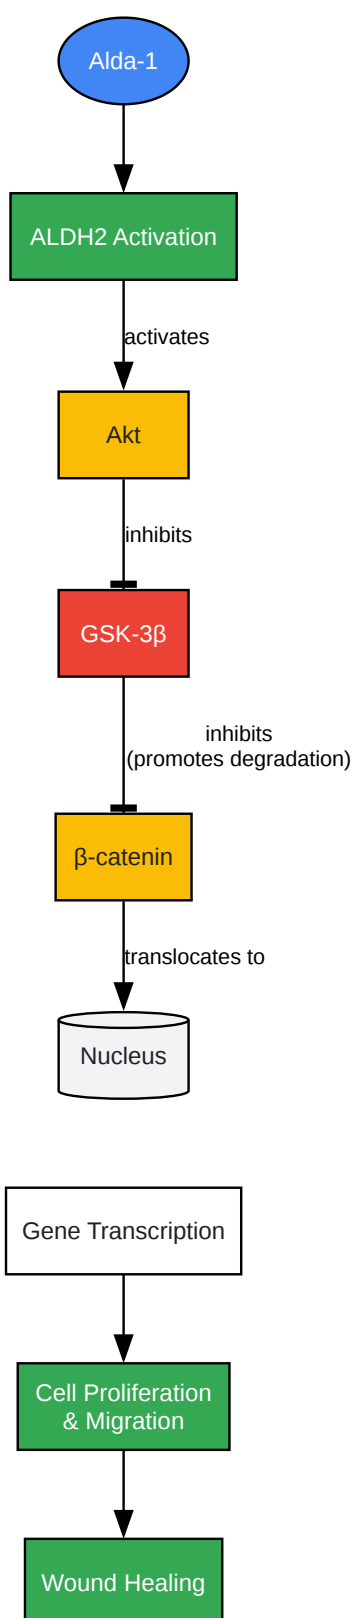 Alda-1
ALDH2 Activation
activates
Akt
inhibits
GSK-3β
inhibits
(promotes degradation)
β-catenin
translocates to
Nucleus
Gene Transcription
Cell Proliferation
& Migration
Wound Healing